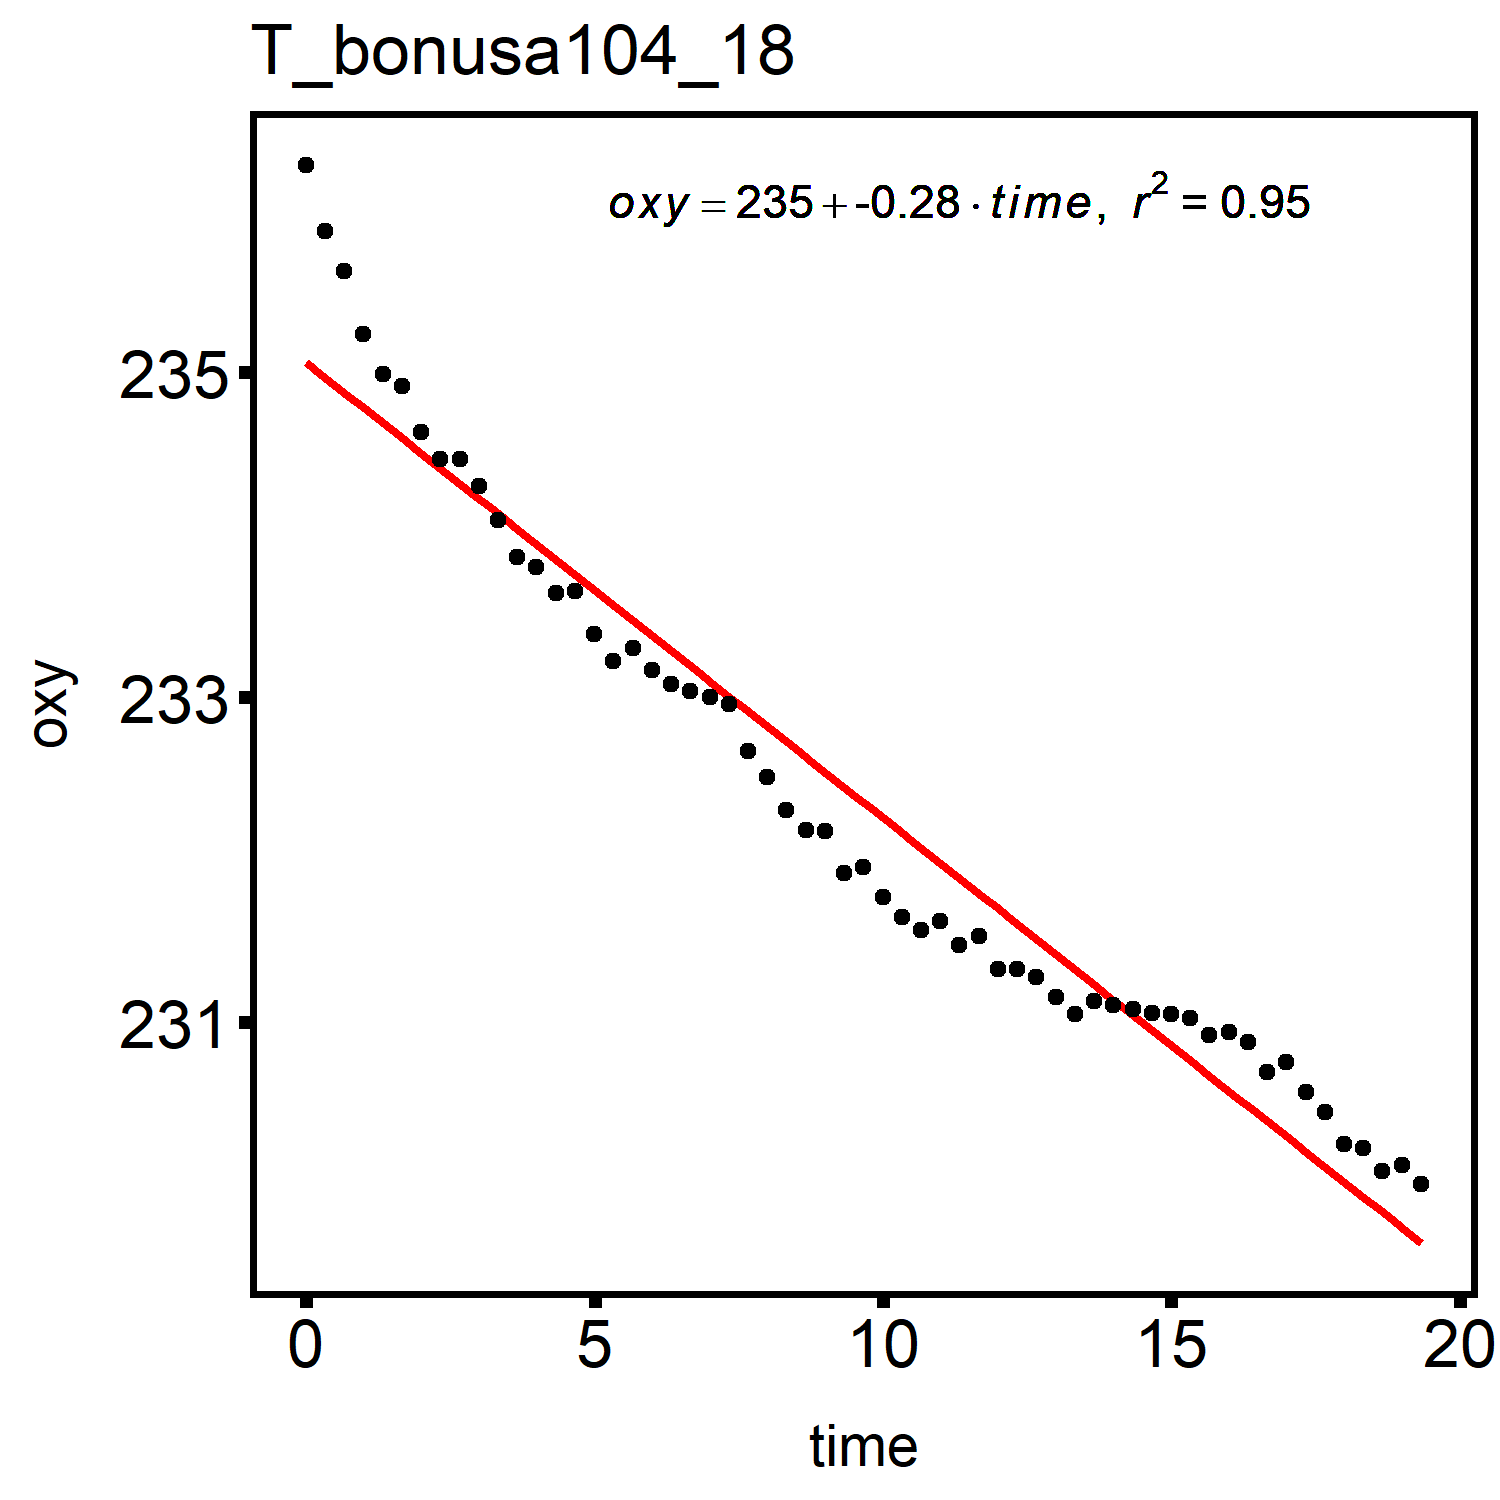 T_bonusa104_18
oxy = 235 + -0.28 · time, r² = 0.95
235
233
231
oxy
0 5 10 15 20
time